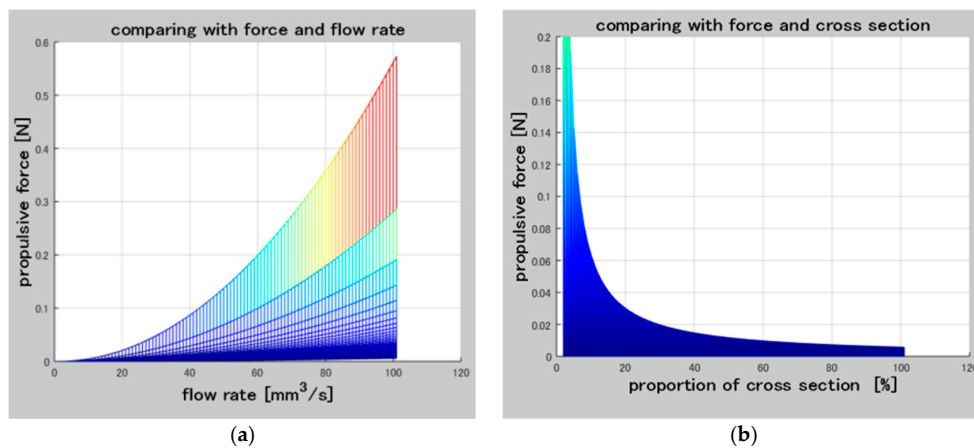 comparing with force and flow rate
propulsive force [N]
0.6
0.5
0.4
0.3
0.2
0.1
0
0 20 40 60 80 100 120
flow rate [mm³/s]
(a)
comparing with force and cross section
propulsive force [N]
0.2
0.18
0.16
0.14
0.12
0.1
0.08
0.06
0.04
0.02
0
0 20 40 60 80 100 120
proportion of cross section [%]
(b)